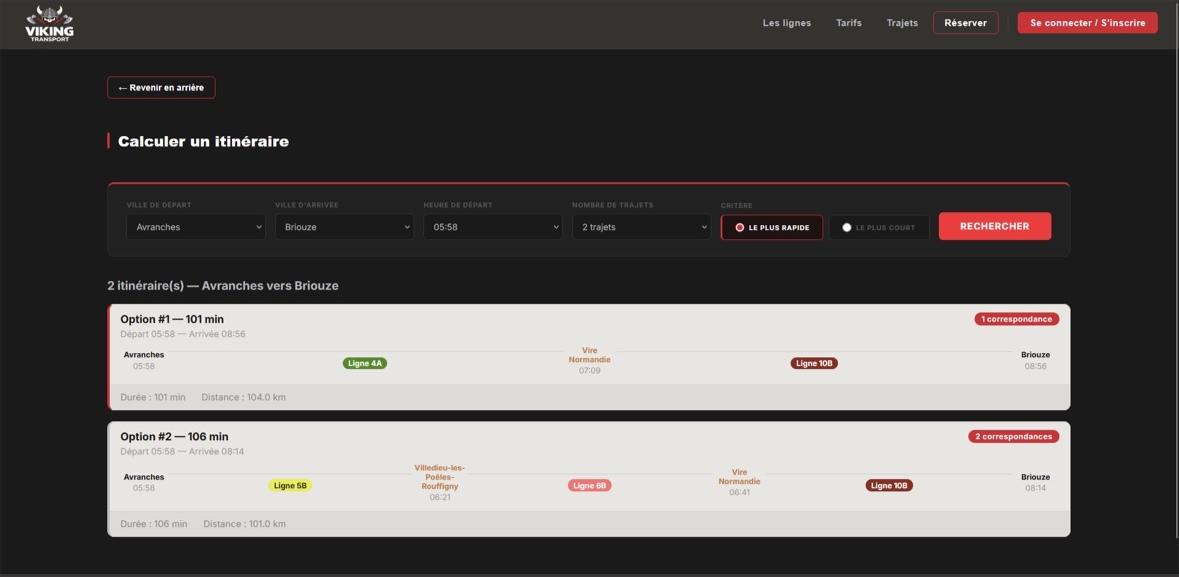 VIKING
TRANSPORT
Les lignes
Tarifs
Trajets
Réserver
Se connecter / S'inscrire
← Revenir en arrière
Calculer un itinéraire
VILLE DE DÉPART
VILLE D'ARRIVÉE
HEURE DE DÉPART
NOMBRE DE TRAJETS
CRITÈRE
Avranches
Briouze
05:58
2 trajets
LE PLUS RAPIDE
LE PLUS COURT
RECHERCHER
2 itinéraire(s) — Avranches vers Briouze
Option #1 — 101 min
1 correspondance
Départ 05:58 — Arrivée 08:56
Avranches
05:58
Ligne 4A
Vire
Normandie
07:09
Ligne 10B
Briouze
08:56
Durée : 101 min
Distance : 104.0 km
Option #2 — 106 min
2 correspondances
Départ 05:58 — Arrivée 08:14
Avranches
05:58
Ligne 5B
Villedieu-les-
Poêles-
Rouffigny
06:21
Ligne 6B
Vire
Normandie
06:41
Ligne 10B
Briouze
08:14
Durée : 106 min
Distance : 101.0 km